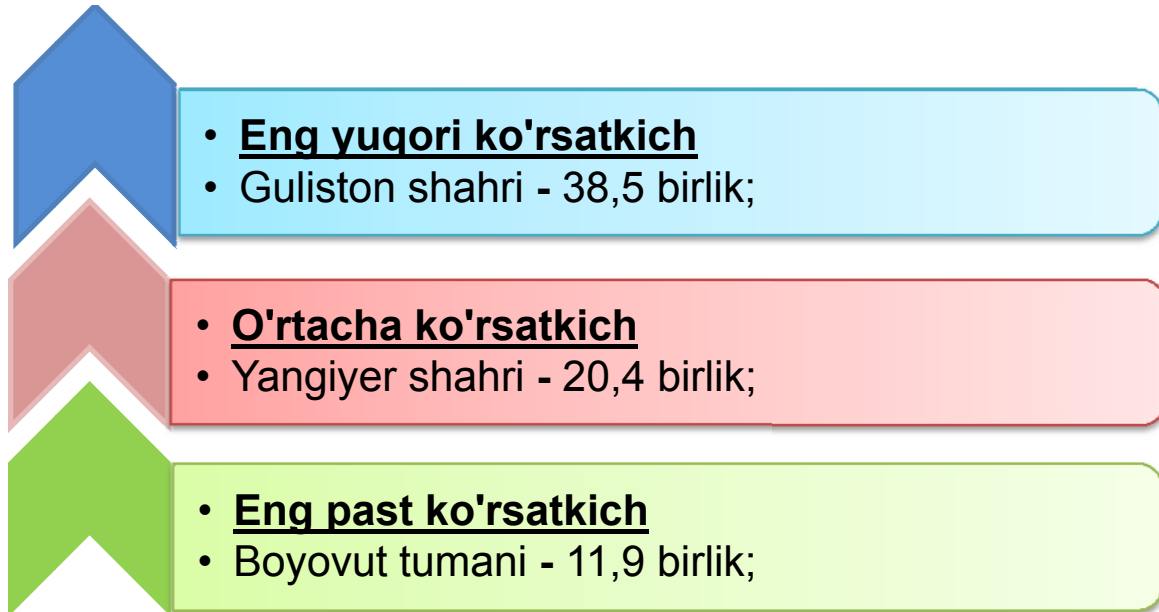 • Eng yuqori ko'rsatkich
• Guliston shahri - 38,5 birlik;
• O'rtacha ko'rsatkich
• Yangiyer shahri - 20,4 birlik;
• Eng past ko'rsatkich
• Boyovut tumani - 11,9 birlik;